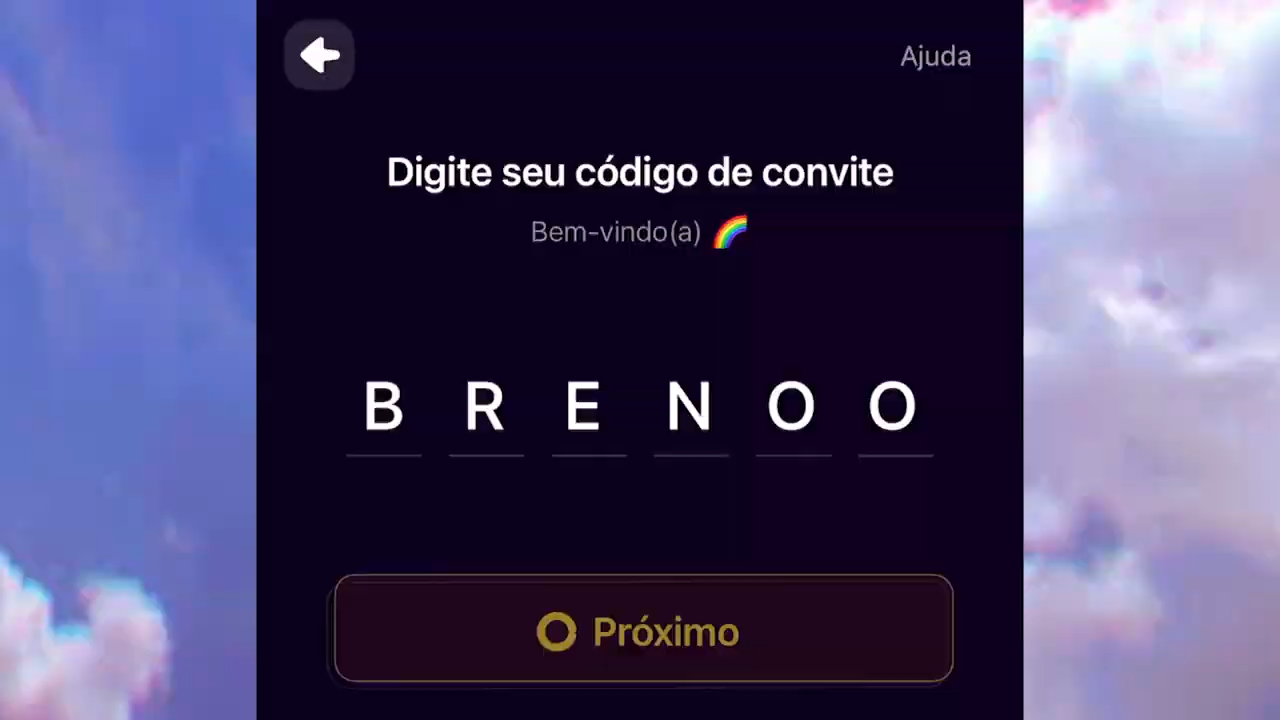 Ajuda
Digite seu código de convite
Bem-vindo(a) 🌈
B R E N O O
Próximo